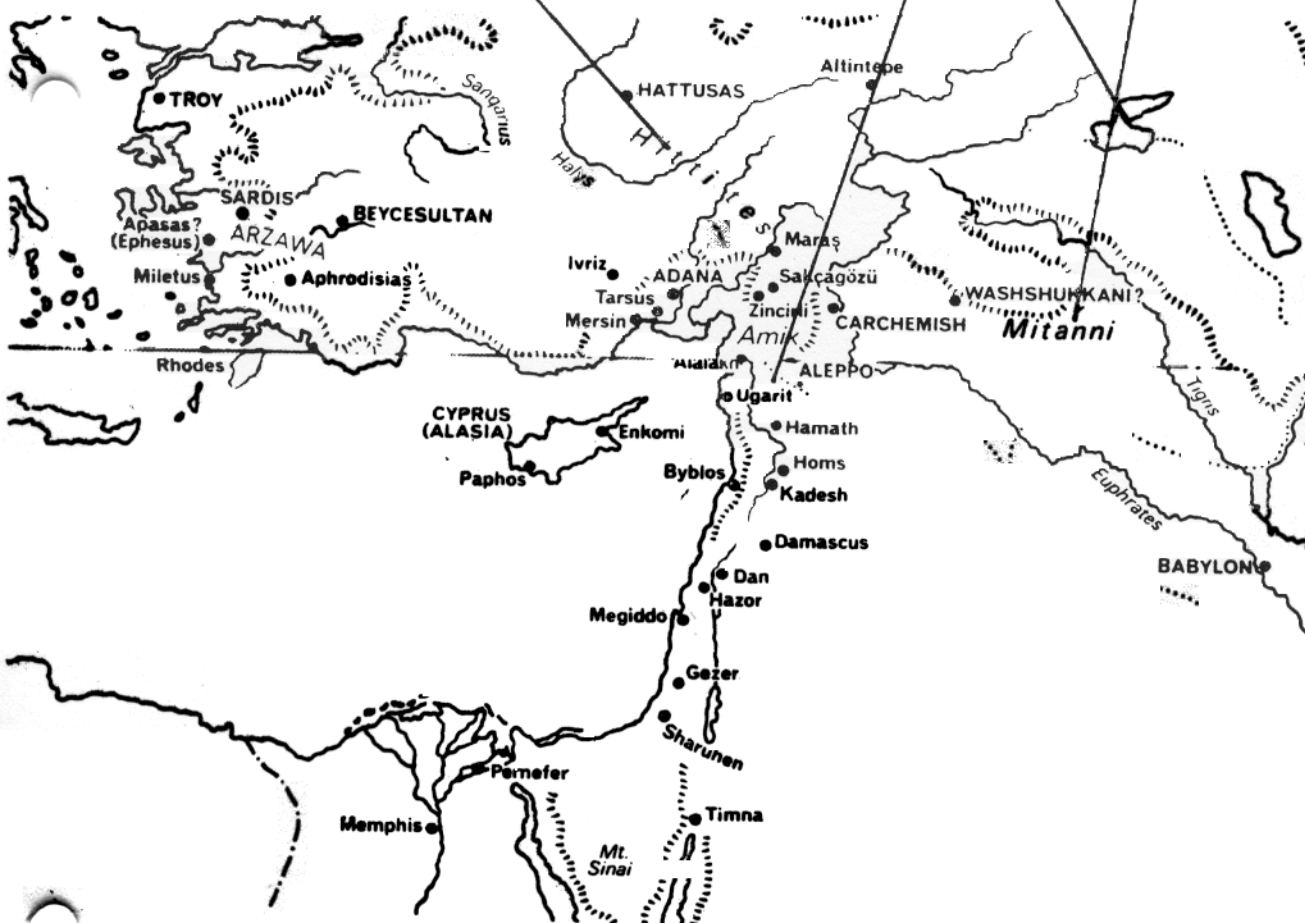 Altintepe
HATTUSAS
TROY
Sangarius
Hittites
Halys
SARDIS
BEYCESULTAN
Apasas?
(Ephesus)
ARZAWA
Maraş
Ivriz
Miletus
Aphrodisias
ADANA
Sakçagözü
Tarsus
Zincirli
WASHSHUKKANI?
Mersin
CARCHEMISH
Mitanni
Amik
Rhodes
Alalakh
ALEPPO
Tigris
Ugarit
CYPRUS
(ALASIA)
Enkomi
Hamath
Paphos
Byblos
Homs
Kadesh
Euphrates
Damascus
BABYLON
Dan
Hazor
Megiddo
Gezer
Sharuhen
Pernefer
Memphis
Timna
Mt.
Sinai